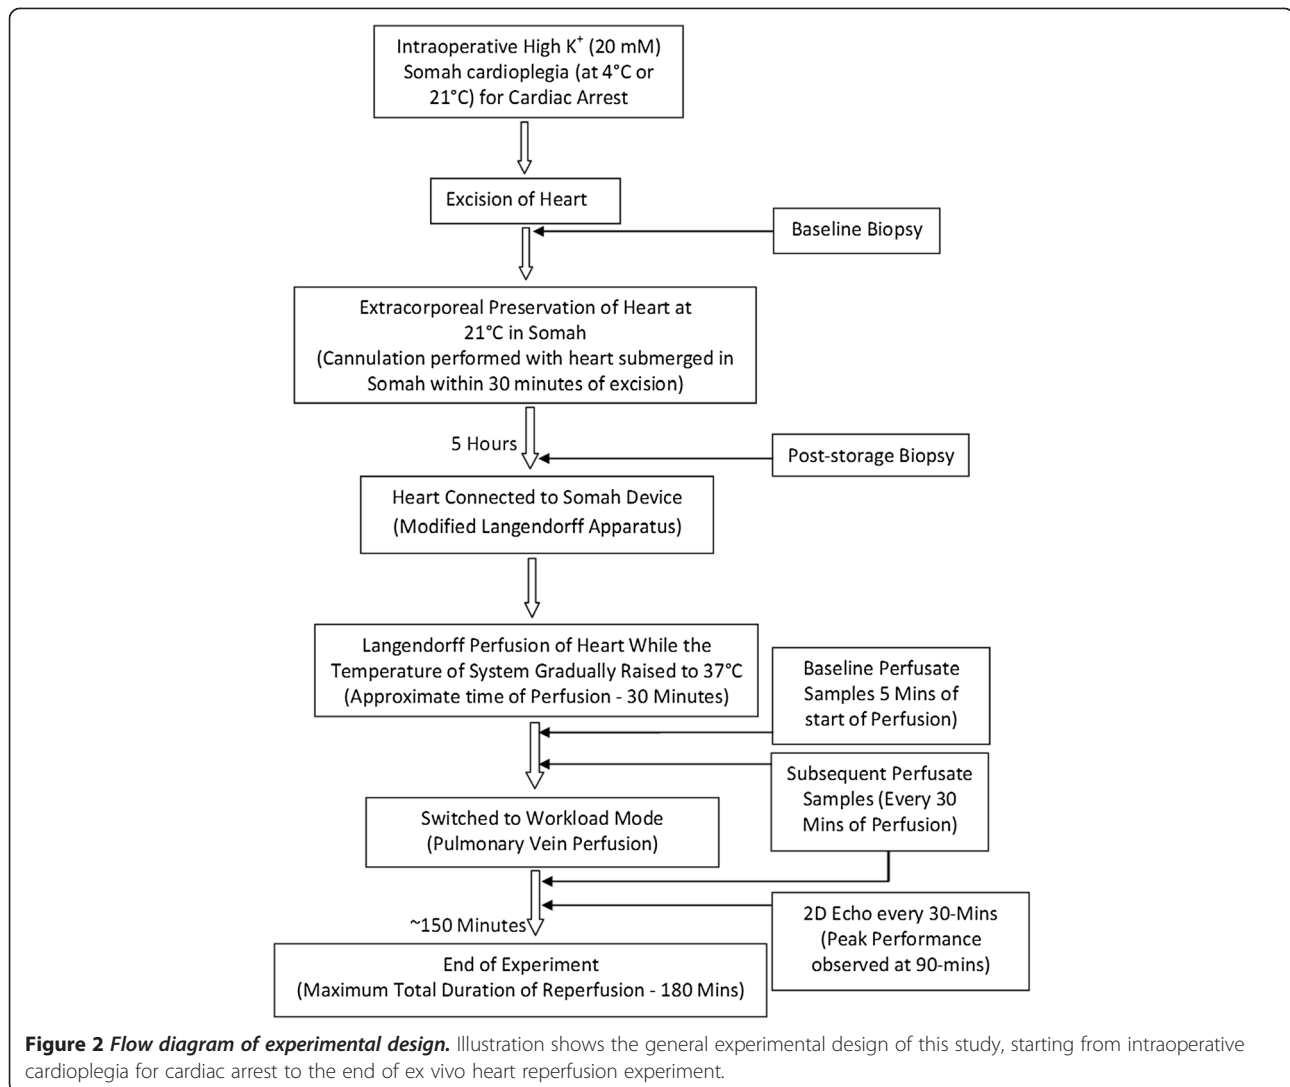 Intraoperative High K⁺ (20 mM)
Somah cardioplegia (at 4°C or
21°C) for Cardiac Arrest
Excision of Heart
Baseline Biopsy
Extracorporeal Preservation of Heart at
21°C in Somah
(Cannulation performed with heart submerged in
Somah within 30 minutes of excision)
5 Hours
Post-storage Biopsy
Heart Connected to Somah Device
(Modified Langendorff Apparatus)
Langendorff Perfusion of Heart While the
Temperature of System Gradually Raised to 37°C
(Approximate time of Perfusion - 30 Minutes)
Baseline Perfusate
Samples 5 Mins of
start of Perfusion)
Subsequent Perfusate
Samples (Every 30
Mins of Perfusion)
Switched to Workload Mode
(Pulmonary Vein Perfusion)
2D Echo every 30-Mins
(Peak Performance
observed at 90-mins)
~150 Minutes
End of Experiment
(Maximum Total Duration of Reperfusion - 180 Mins)
Figure 2 Flow diagram of experimental design. Illustration shows the general experimental design of this study, starting from intraoperative
cardioplegia for cardiac arrest to the end of ex vivo heart reperfusion experiment.